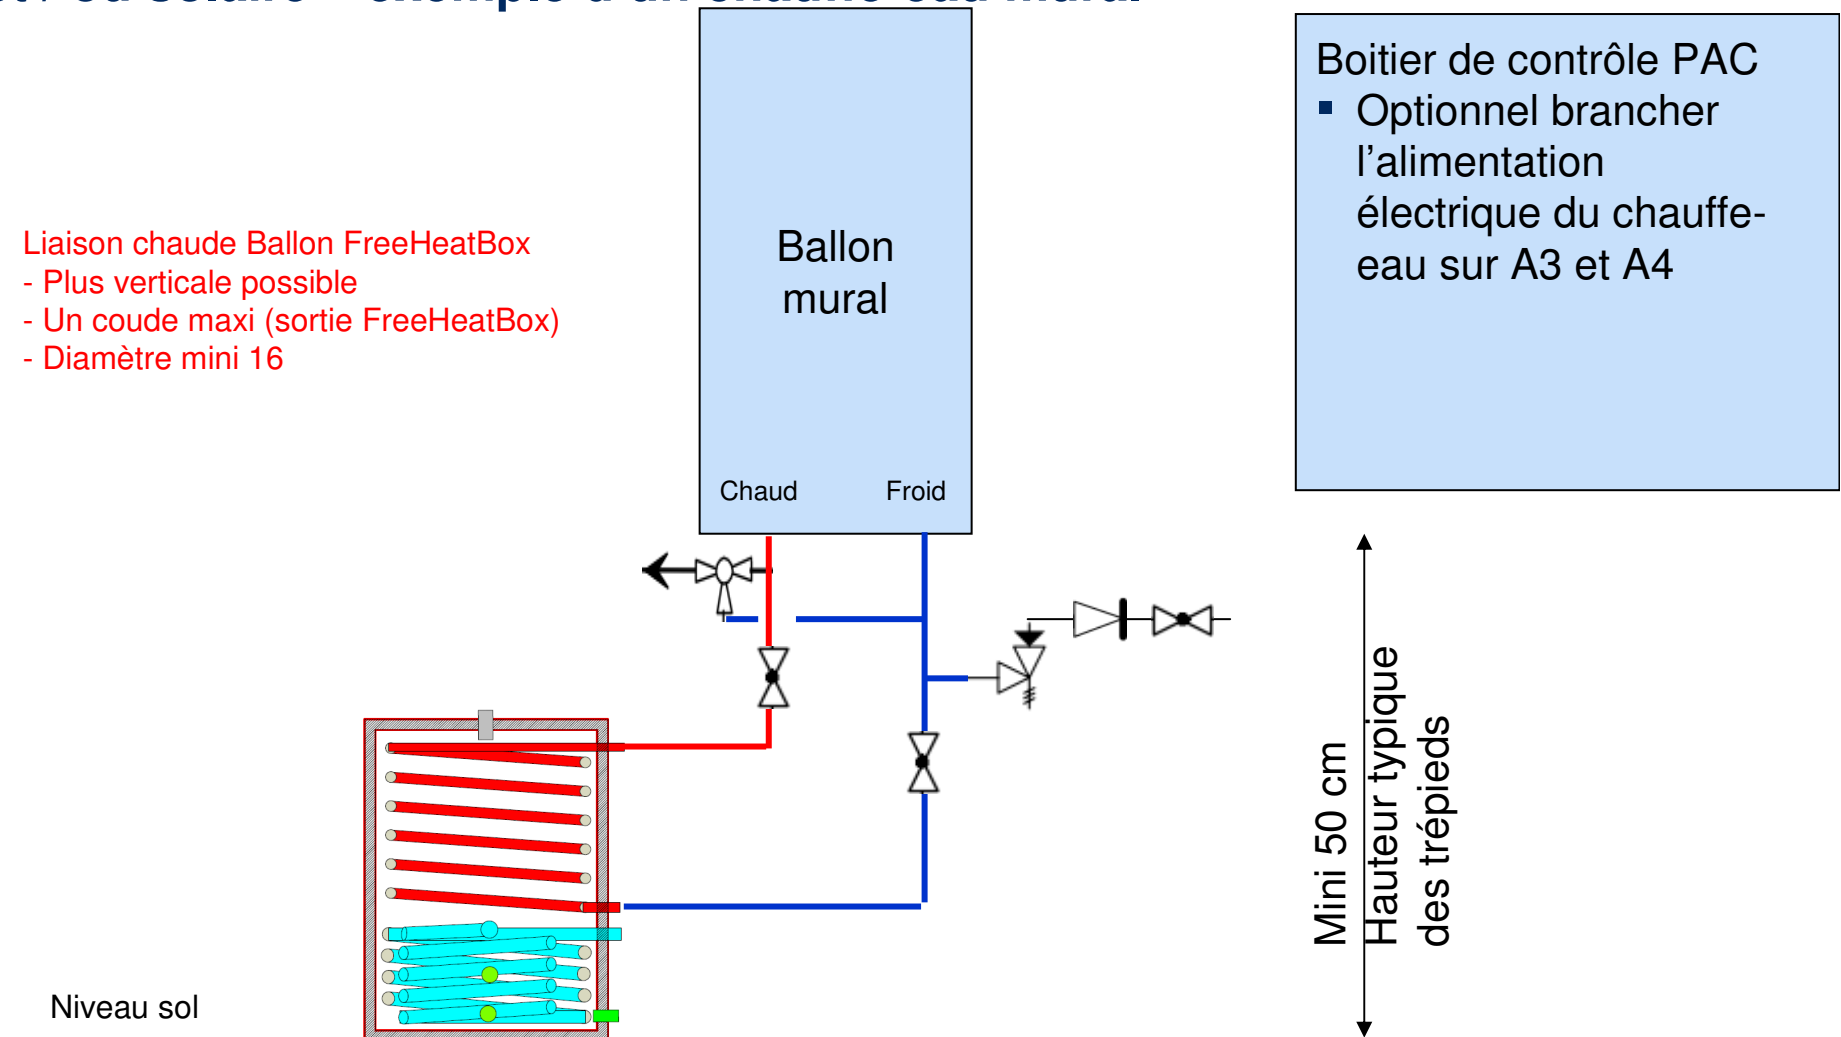 Boitier de contrôle PAC
▪ Optionnel brancher
l’alimentation
électrique du chauffe-
eau sur A3 et A4
Liaison chaude Ballon FreeHeatBox
- Plus verticale possible
- Un coude maxi (sortie FreeHeatBox)
- Diamètre mini 16
Ballon
mural
Chaud
Froid
Mini 50 cm
Hauteur typique
des trépieds
Niveau sol